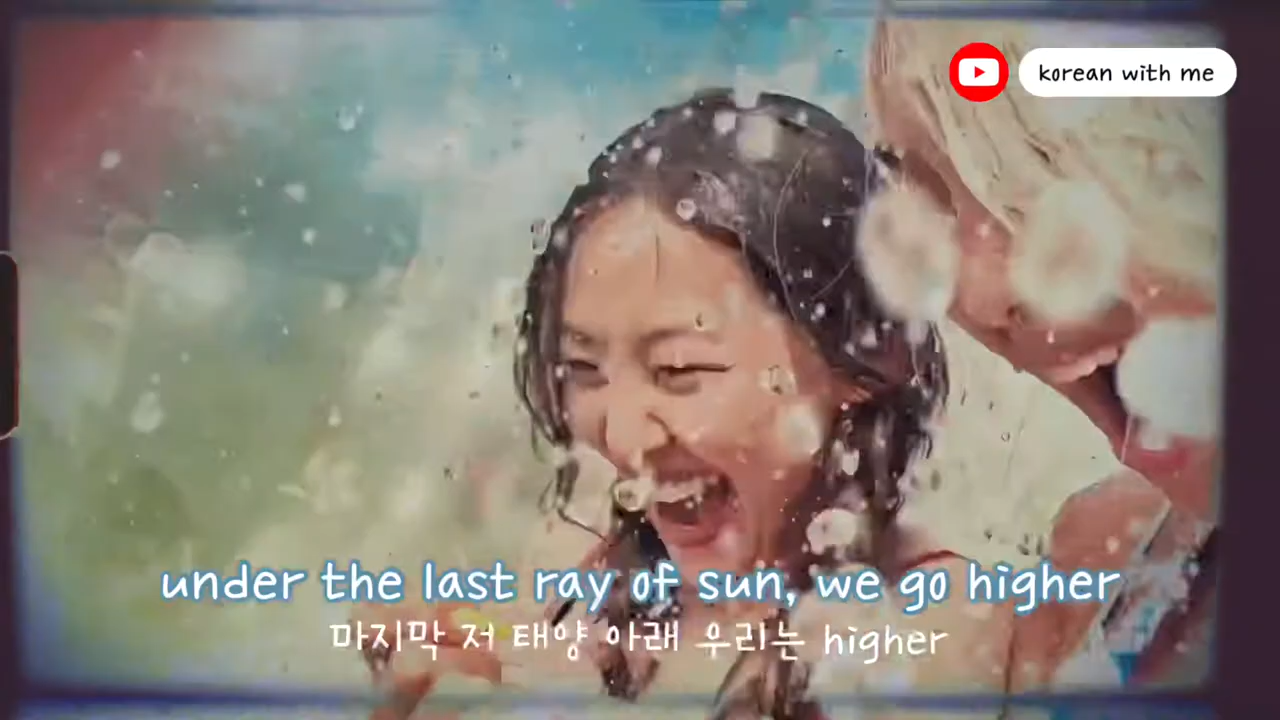 korean with me
under the last ray of sun, we go higher
마지막 저 태양 아래 우리는 higher